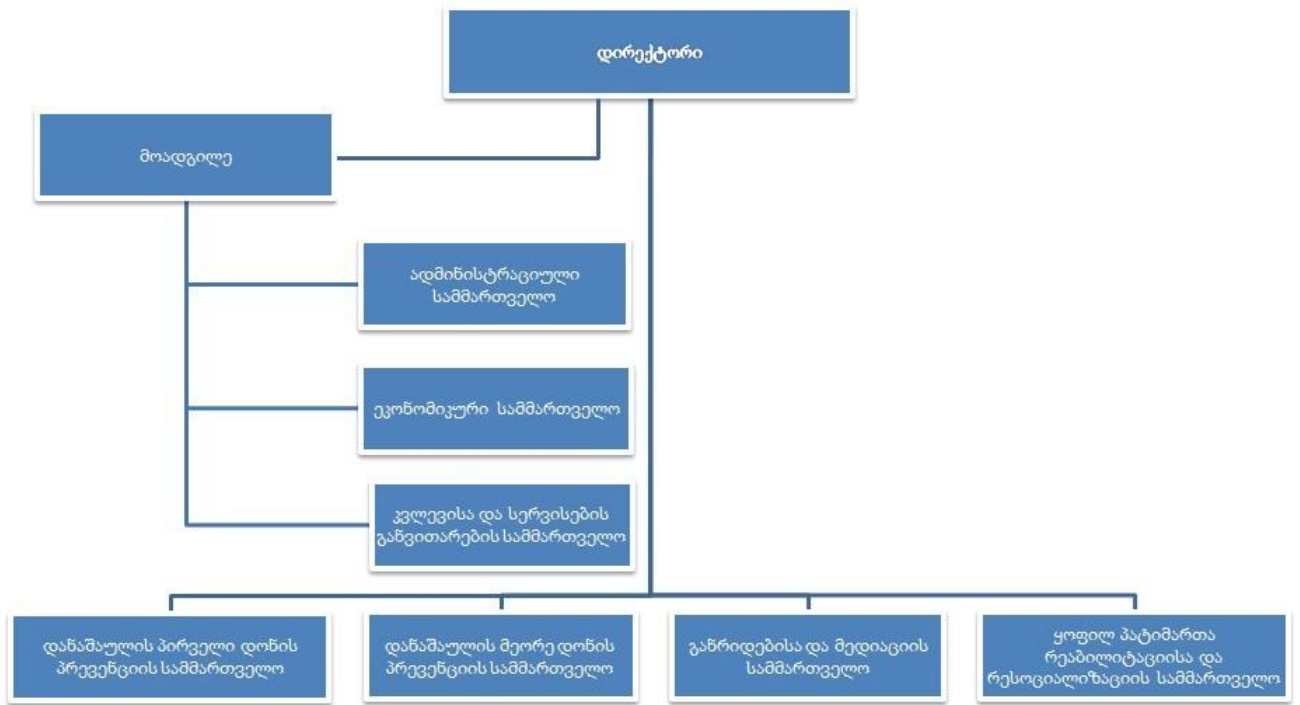 დირექტორი
მოადგილე
ადმინისტრაციული
სამმართველო
ეკონომიკური სამმართველო
კვლევისა და სერვისების
განვითარების სამმართველო
დანაშაულის პირველი დონის
პრევენციის სამმართველო
დანაშაულის მეორე დონის
პრევენციის სამმართველო
განრიდებისა და მედიაციის
სამმართველო
ყოფილ პატიმართა
რეაბილიტაციისა და
რესოციალიზაციის სამმართველო